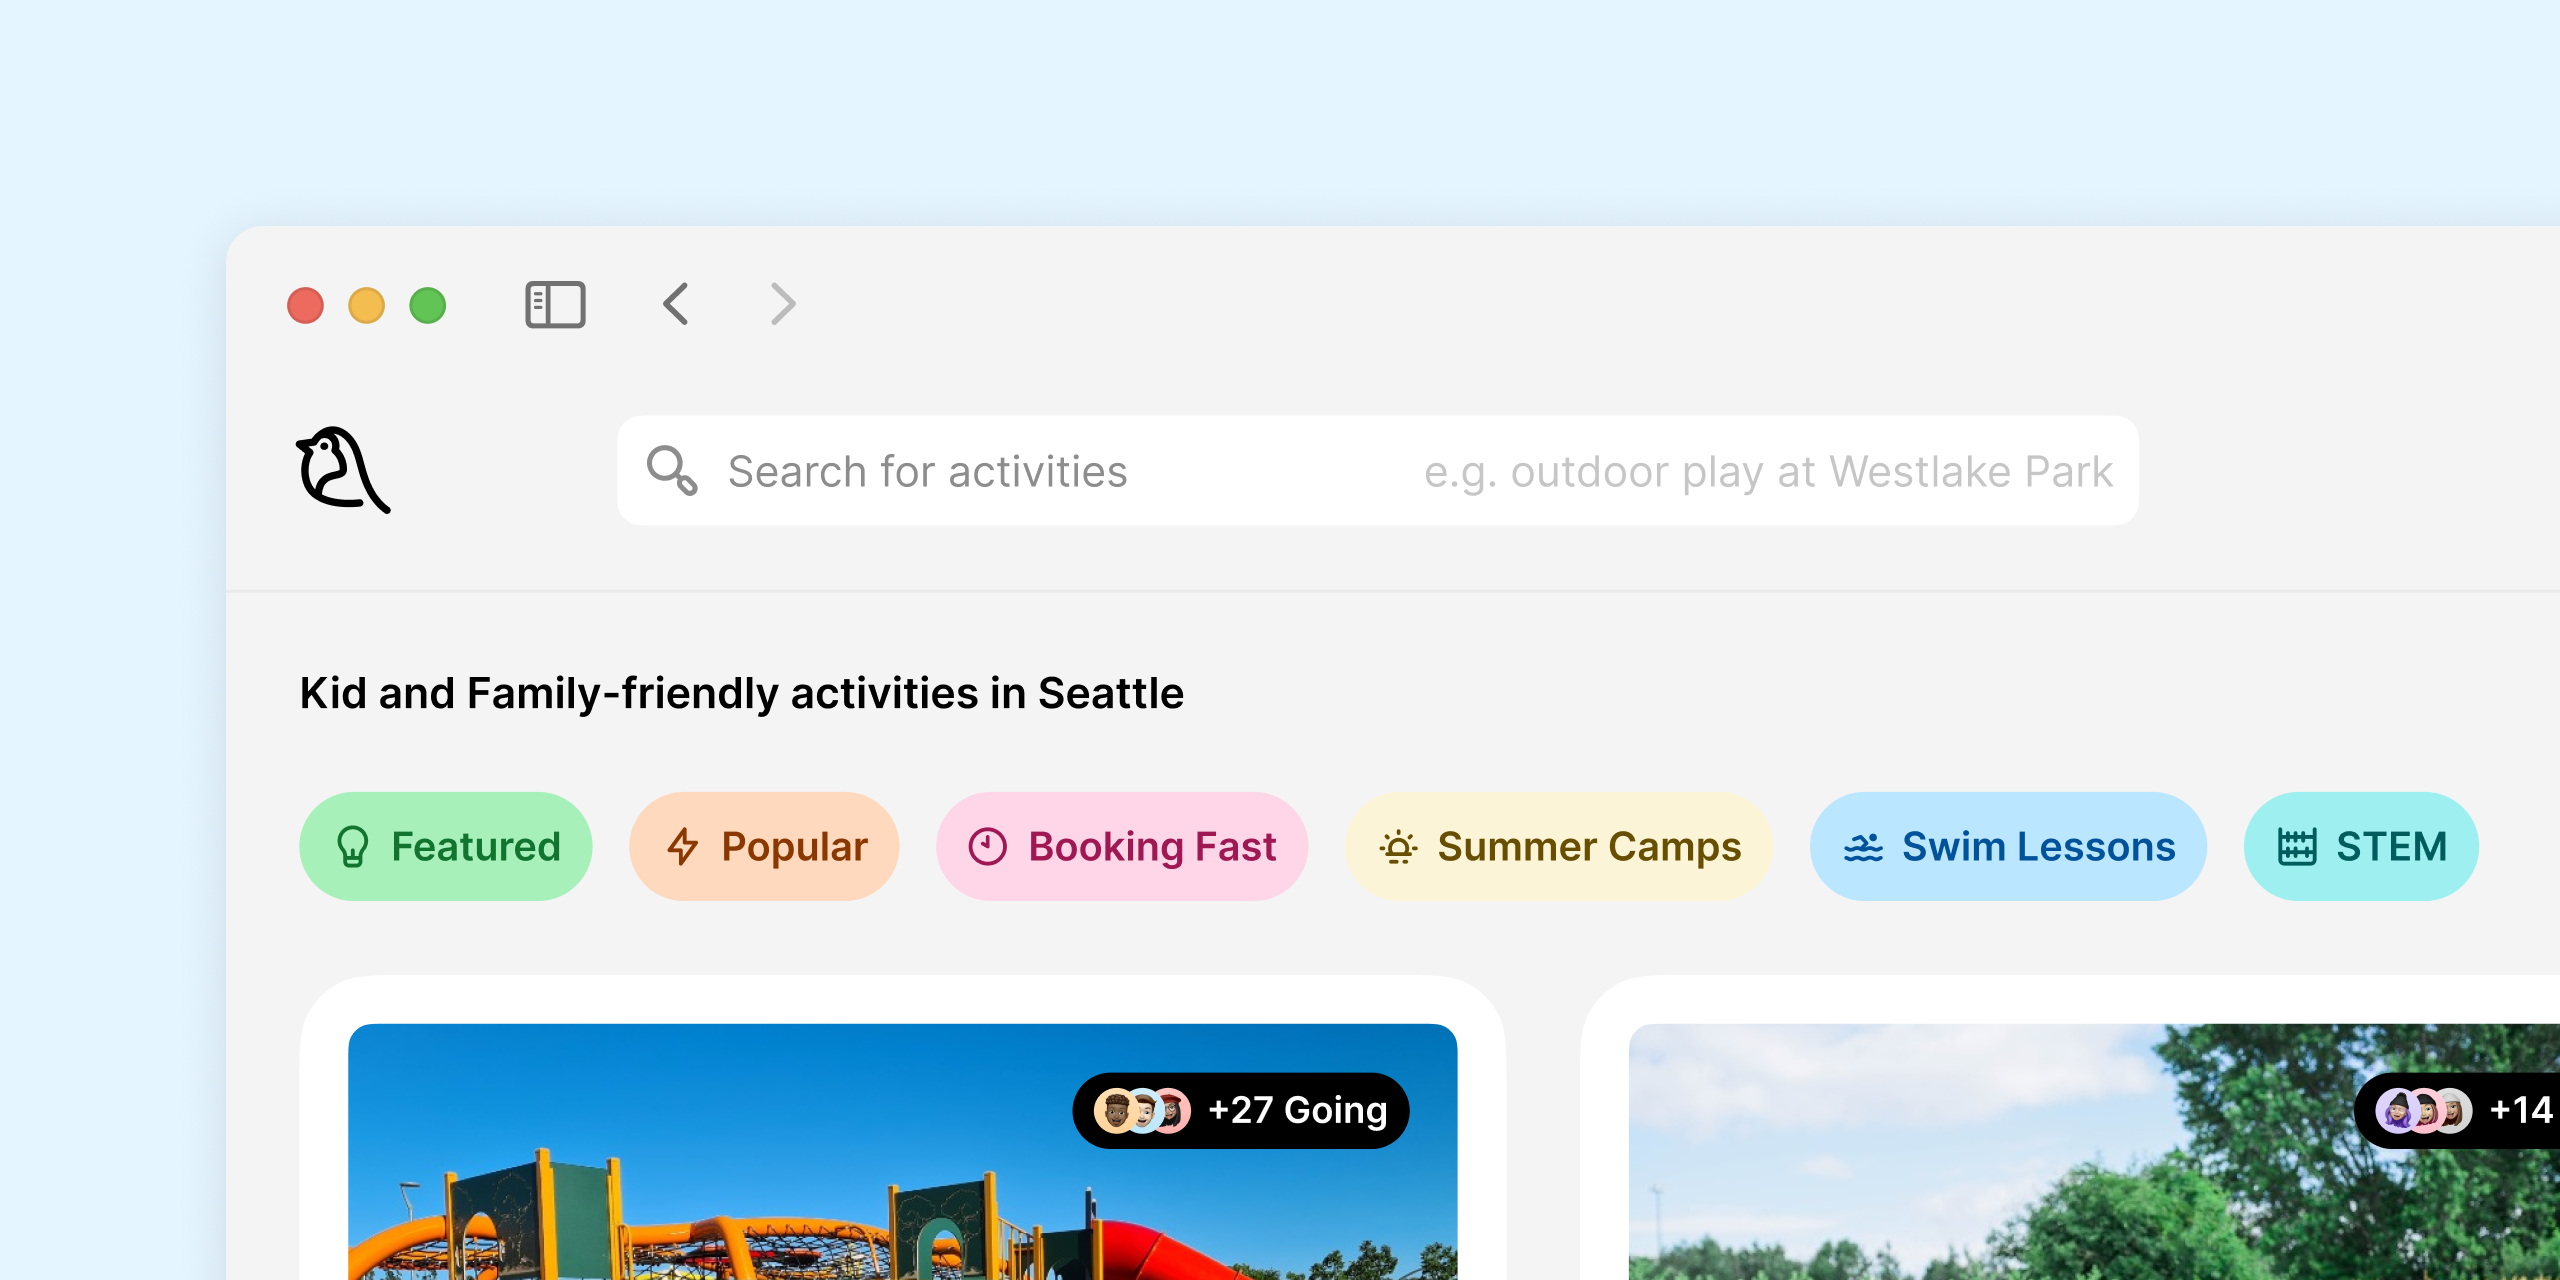 Search for activities e.g. outdoor play at Westlake Park
Kid and Family-friendly activities in Seattle
Featured Popular Booking Fast Summer Camps Swim Lessons STEM
+27 Going +14